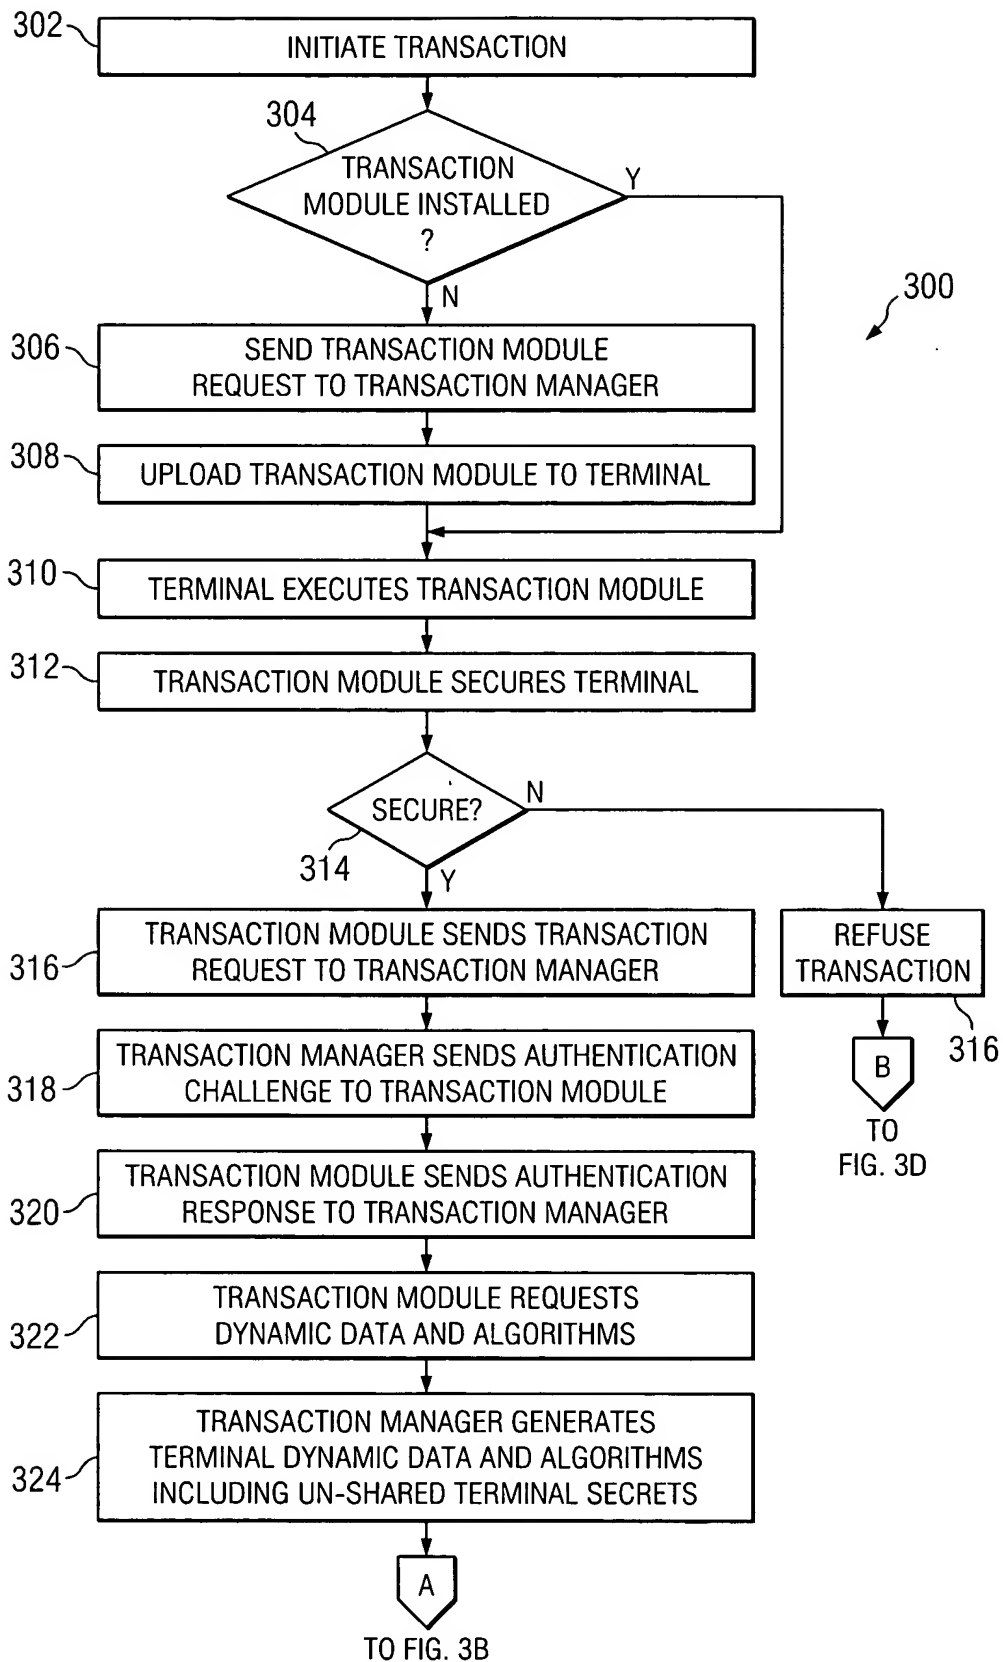 302
INITIATE TRANSACTION
304
TRANSACTION
MODULE INSTALLED
?
Y
N
300
306
SEND TRANSACTION MODULE
REQUEST TO TRANSACTION MANAGER
308
UPLOAD TRANSACTION MODULE TO TERMINAL
310
TERMINAL EXECUTES TRANSACTION MODULE
312
TRANSACTION MODULE SECURES TERMINAL
SECURE?
N
314
Y
316
TRANSACTION MODULE SENDS TRANSACTION
REQUEST TO TRANSACTION MANAGER
REFUSE
TRANSACTION
316
B
TO
FIG. 3D
318
TRANSACTION MANAGER SENDS AUTHENTICATION
CHALLENGE TO TRANSACTION MODULE
320
TRANSACTION MODULE SENDS AUTHENTICATION
RESPONSE TO TRANSACTION MANAGER
322
TRANSACTION MODULE REQUESTS
DYNAMIC DATA AND ALGORITHMS
324
TRANSACTION MANAGER GENERATES
TERMINAL DYNAMIC DATA AND ALGORITHMS
INCLUDING UN-SHARED TERMINAL SECRETS
A
TO FIG. 3B